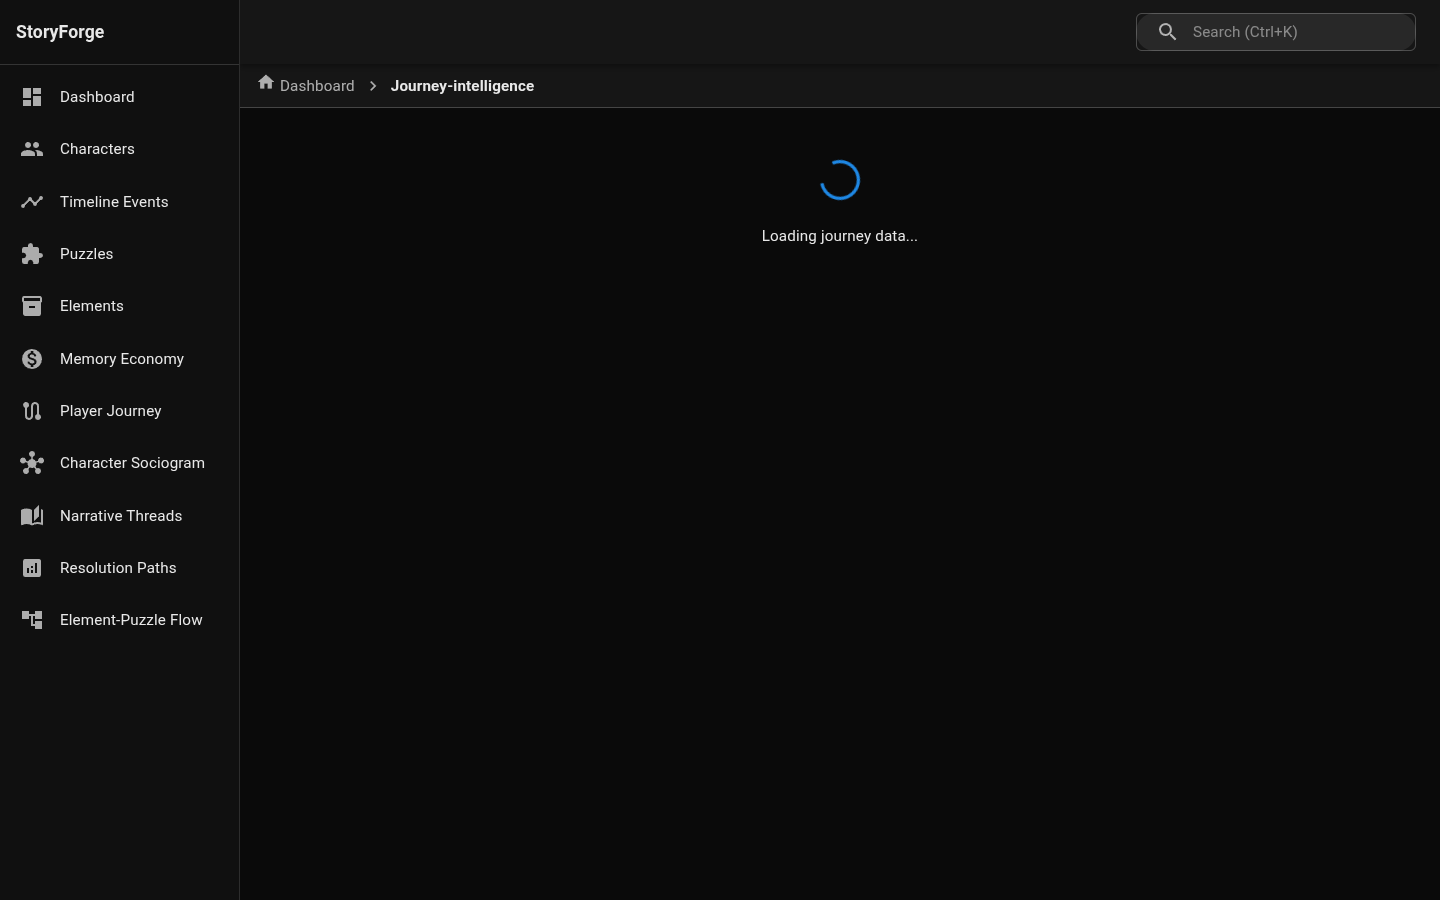 StoryForge
Search (Ctrl+K)
Dashboard
Journey-intelligence
Dashboard
Characters
Timeline Events
Puzzles
Elements
Memory Economy
Player Journey
Character Sociogram
Narrative Threads
Resolution Paths
Element-Puzzle Flow
Loading journey data...